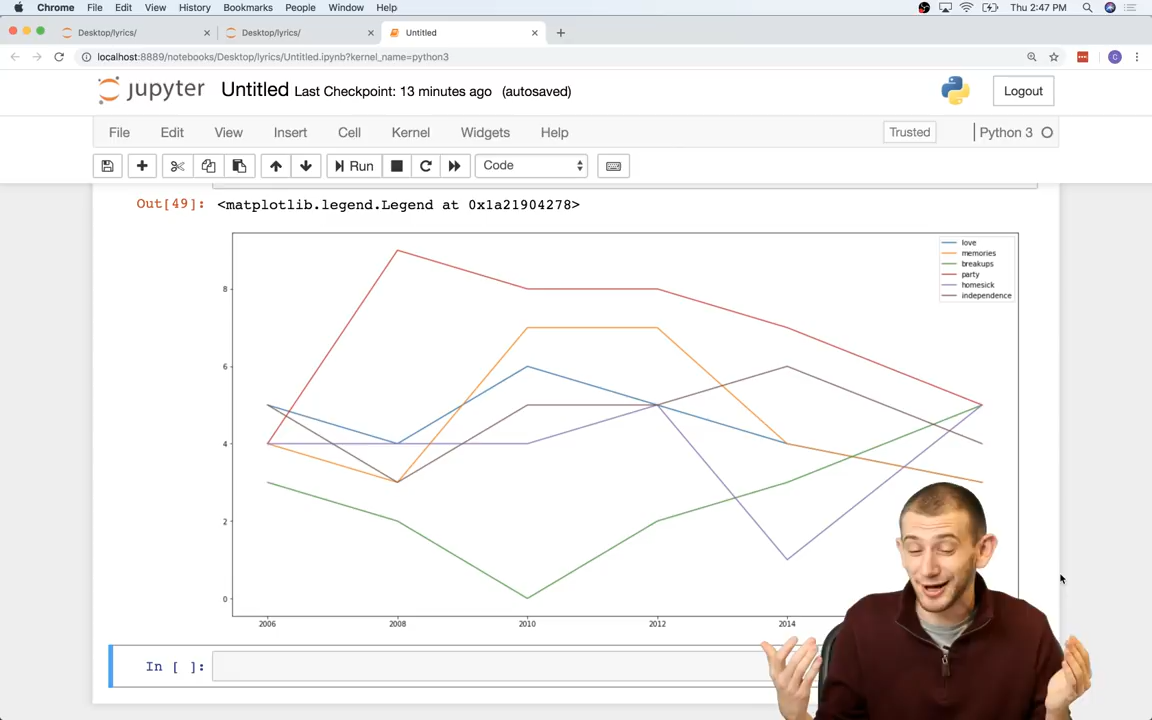 Chrome File Edit View History Bookmarks People Window Help Thu 2:47 PM
Desktop/lyrics/ Desktop/lyrics/ Untitled
localhost:8889/notebooks/Desktop/lyrics/Untitled.ipynb?kernel_name=python3 C
jupyter Untitled Last Checkpoint: 13 minutes ago (autosaved) Logout
File Edit View Insert Cell Kernel Widgets Help Trusted Python 3
Run Code
Out[49]: <matplotlib.legend.Legend at 0x1a21904278>
love
memories
breakups
party
homesick
independence
8
6
4
2
0
2006 2008 2010 2012 2014
In [ ]: